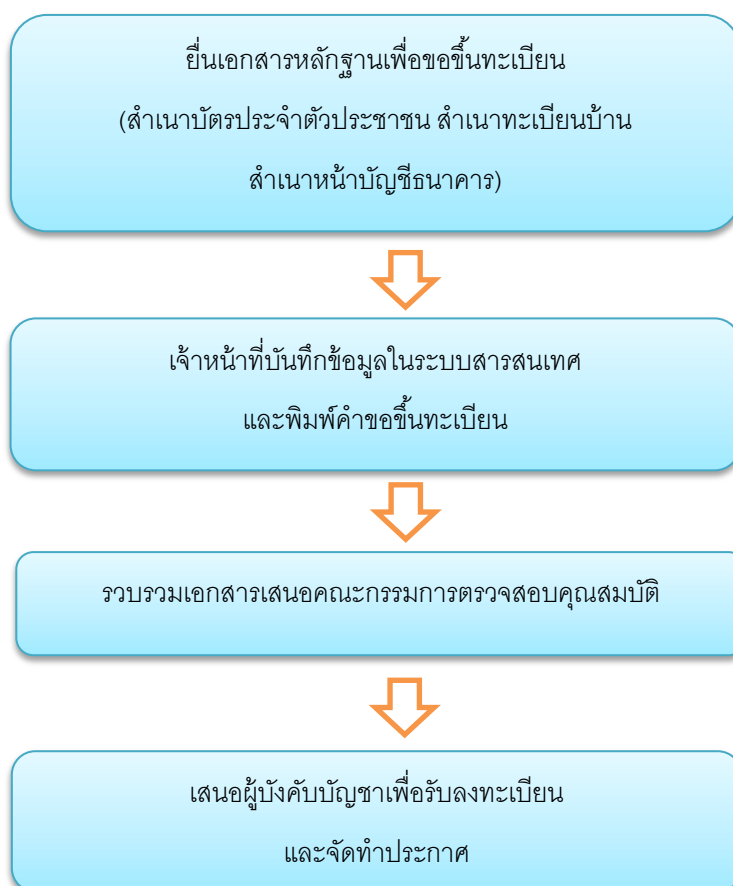 ยื่นเอกสารหลักฐานเพื่อขอขึ้นทะเบียน
(สำเนาบัตรประจำตัวประชาชน สำเนาทะเบียนบ้าน
สำเนาหน้าบัญชีธนาคาร)
เจ้าหน้าที่บันทึกข้อมูลในระบบสารสนเทศ
และพิมพ์คำขอขึ้นทะเบียน
รวบรวมเอกสารเสนอคณะกรรมการตรวจสอบคุณสมบัติ
เสนอผู้บังคับบัญชาเพื่อรับลงทะเบียน
และจัดทำประกาศ